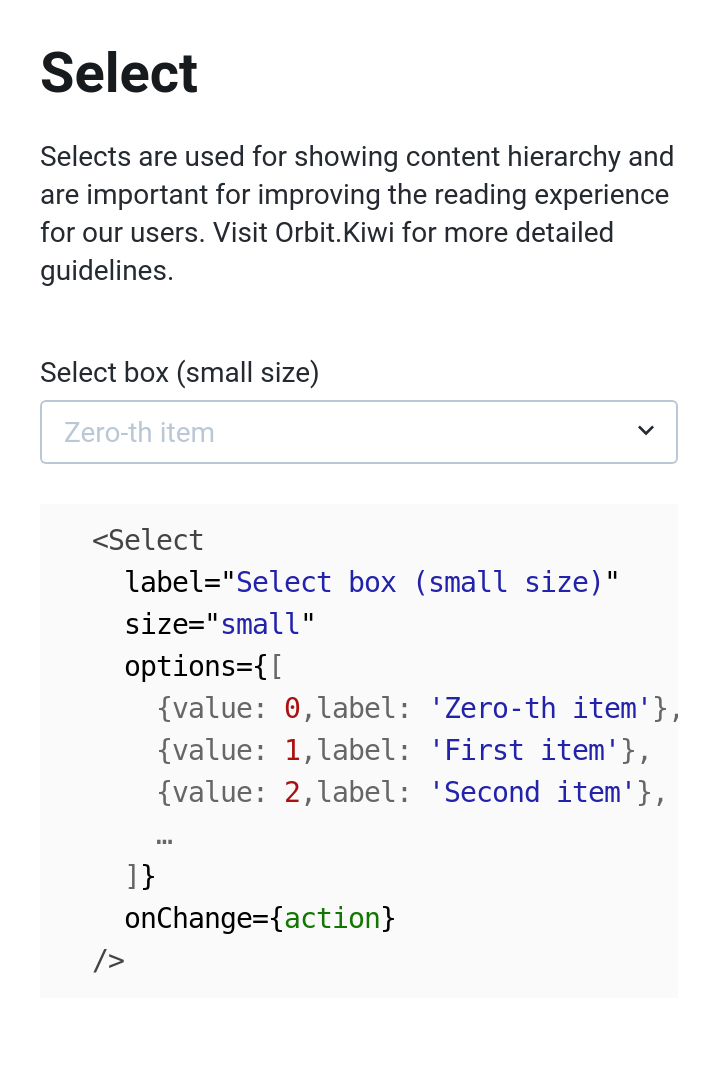 Select
Selects are used for showing content hierarchy and
are important for improving the reading experience
for our users. Visit Orbit.Kiwi for more detailed
guidelines.
Select box (small size)
Zero-th item
<Select
  label="Select box (small size)"
  size="small"
  options={[
    {value: 0,label: 'Zero-th item'},
    {value: 1,label: 'First item'},
    {value: 2,label: 'Second item'},
    …
  ]}
  onChange={action}
/>